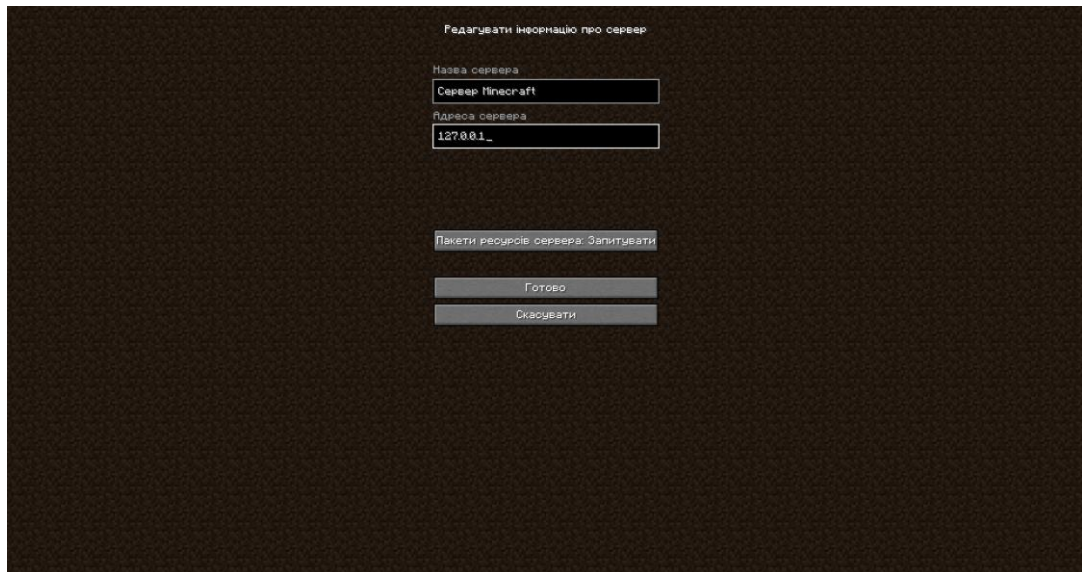 Редагувати інформацію про сервер
Назва сервера
Сервер Minecraft
Адреса сервера
127.0.0.1_
Пакети ресурсів сервера: Запитувати
Готово
Скасувати